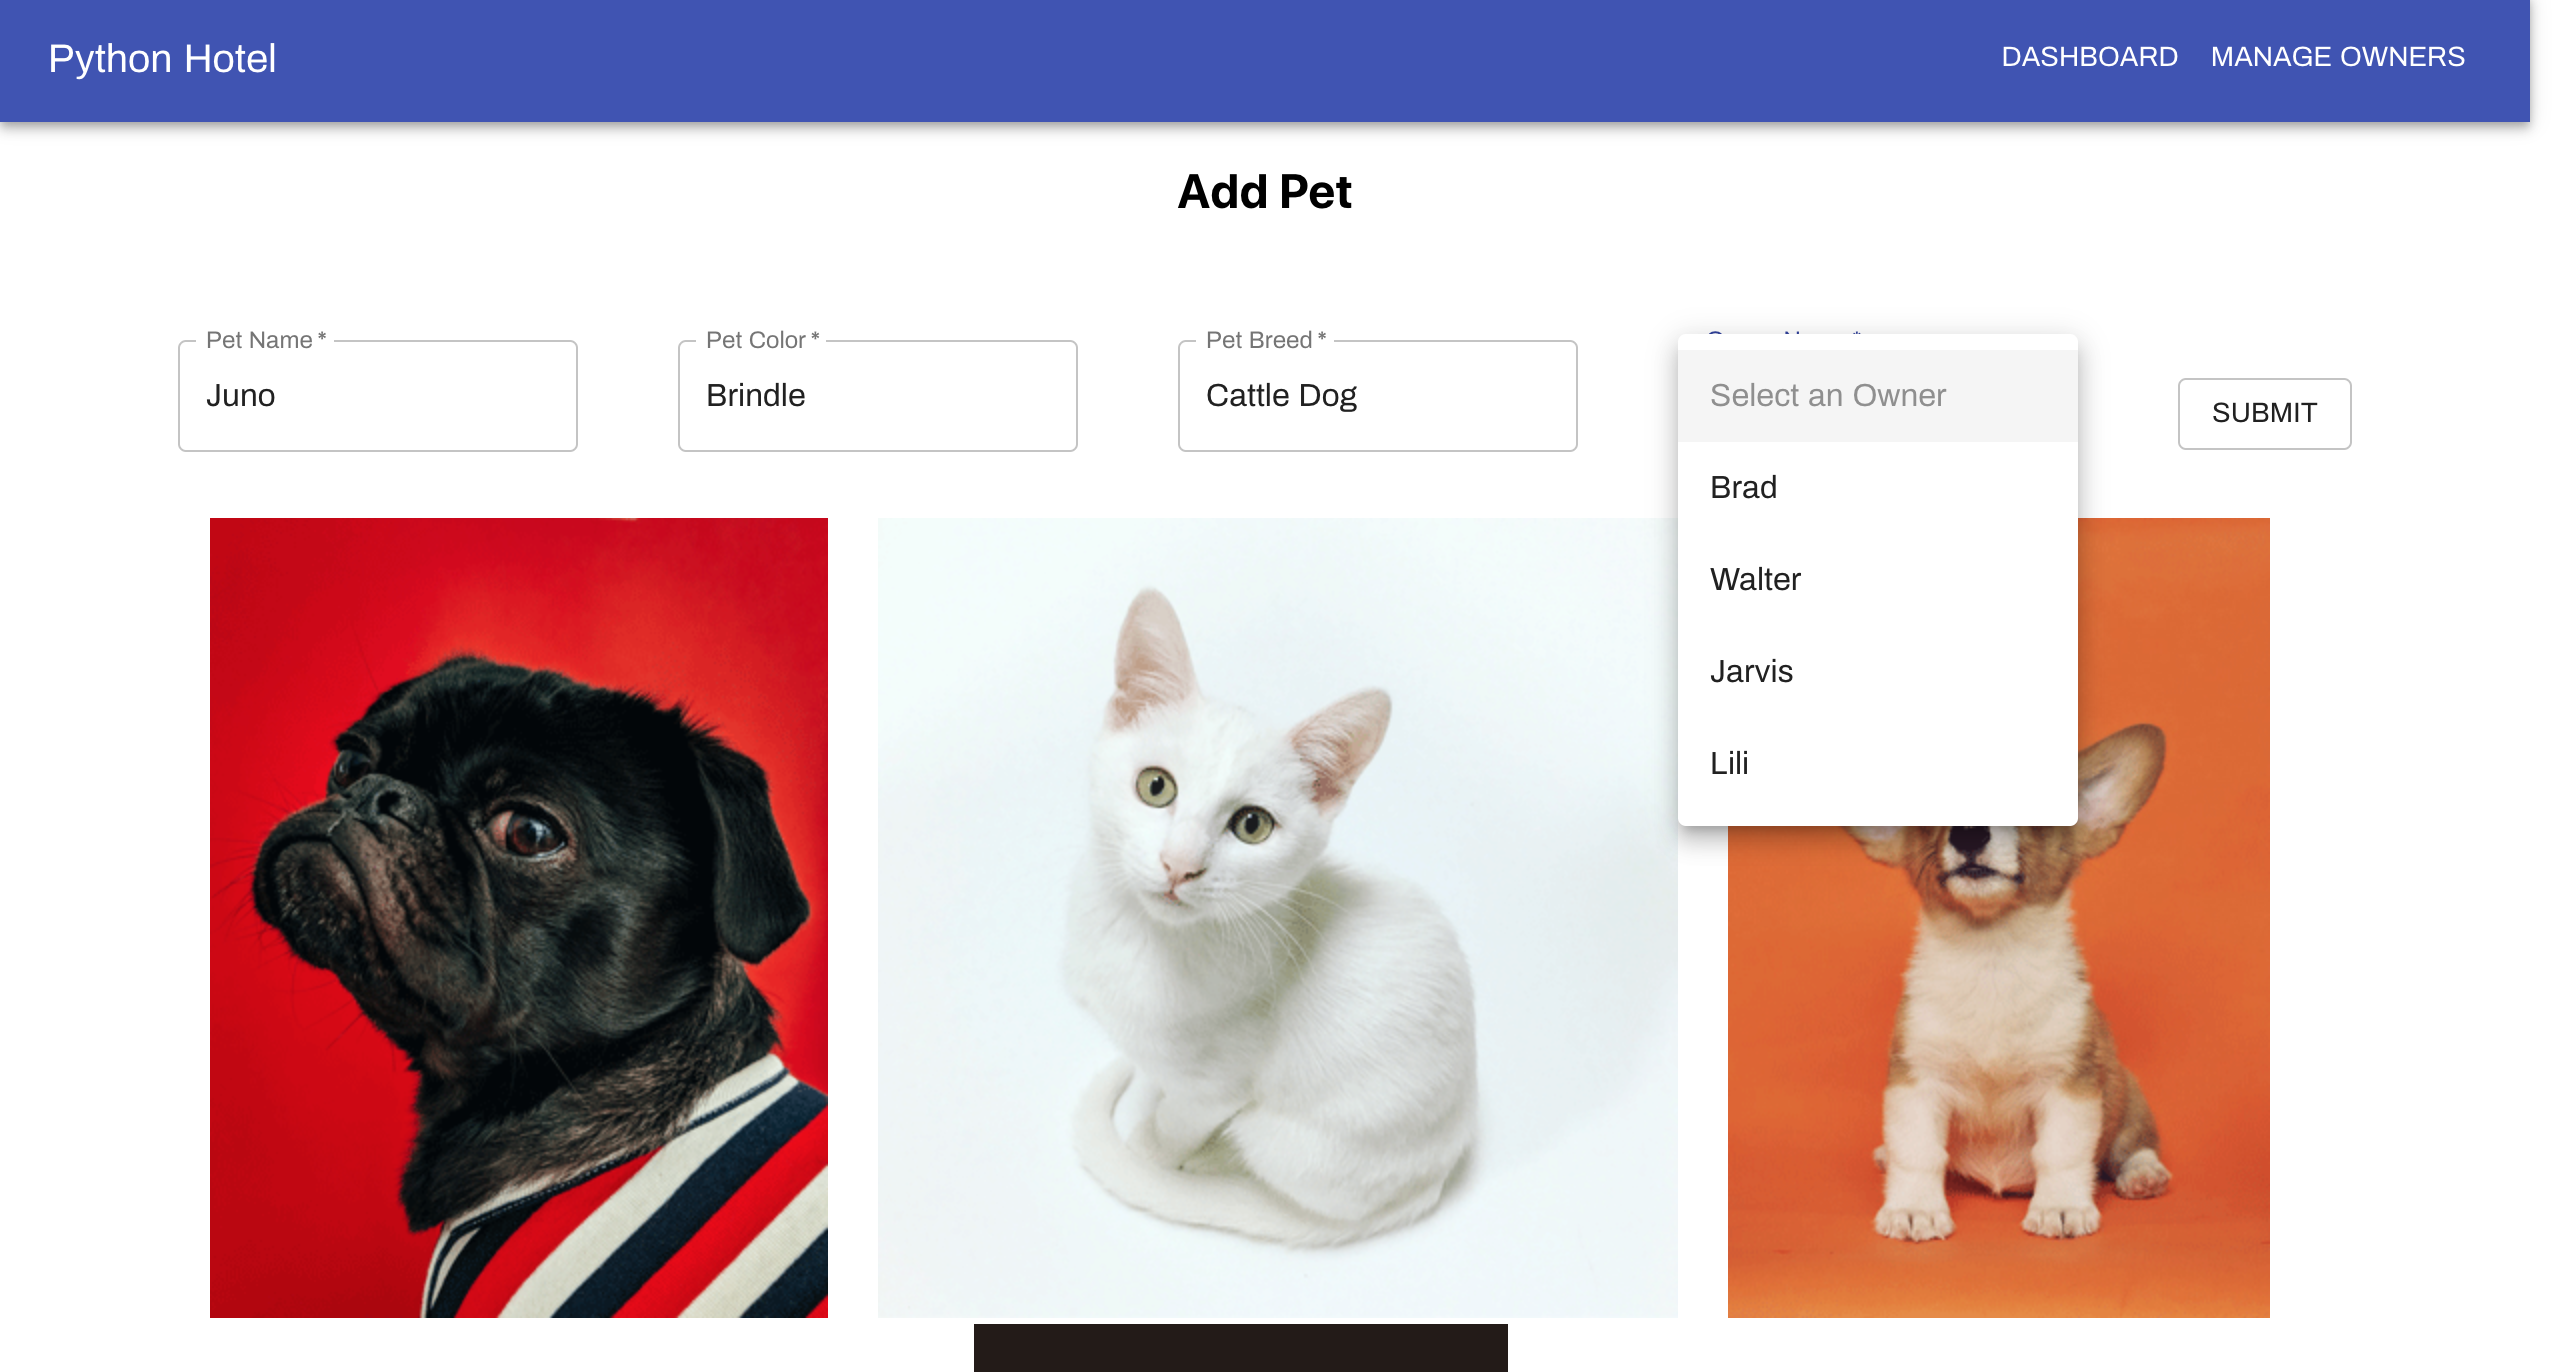 Python Hotel
DASHBOARD MANAGE OWNERS
Add Pet
Pet Name *
Juno
Pet Color *
Brindle
Pet Breed *
Cattle Dog
Select an Owner
Brad
Walter
Jarvis
Lili
SUBMIT